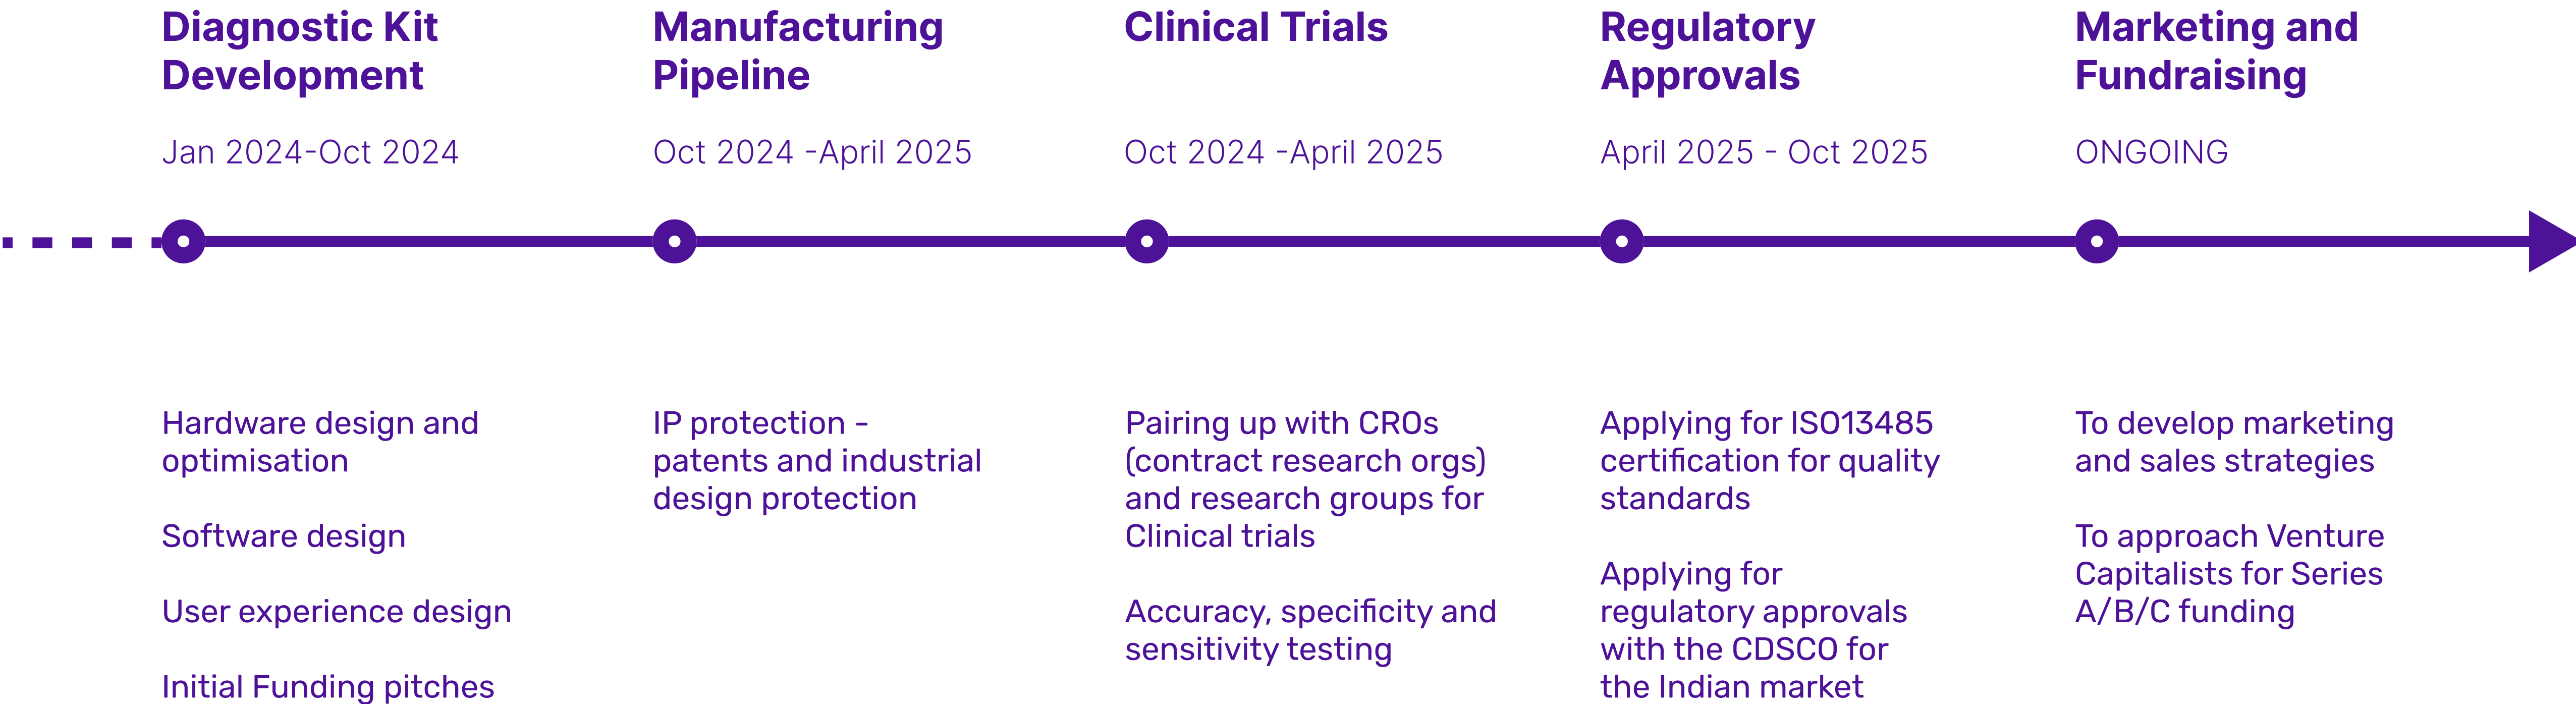 Diagnostic Kit
Development
Jan 2024-Oct 2024
Hardware design and
optimisation
Software design
User experience design
Initial Funding pitches
Manufacturing
Pipeline
Oct 2024 -April 2025
IP protection -
patents and industrial
design protection
Clinical Trials
Oct 2024 -April 2025
Pairing up with CROs
(contract research orgs)
and research groups for
Clinical trials
Accuracy, specificity and
sensitivity testing
Regulatory
Approvals
April 2025 - Oct 2025
Applying for ISO13485
certification for quality
standards
Applying for
regulatory approvals
with the CDSCO for
the Indian market
Marketing and
Fundraising
ONGOING
To develop marketing
and sales strategies
To approach Venture
Capitalists for Series
A/B/C funding